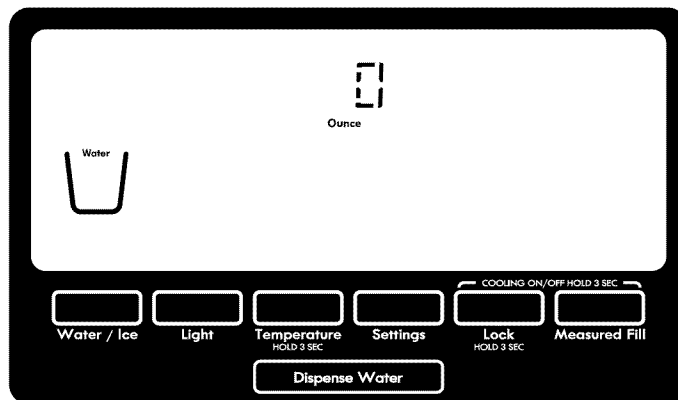 0
Ounce
Water
COOLING ON/OFF HOLD 3 SEC
Water / Ice Light Temperature Settings Lock Measured Fill
HOLD 3 SEC HOLD 3 SEC
Dispense Water